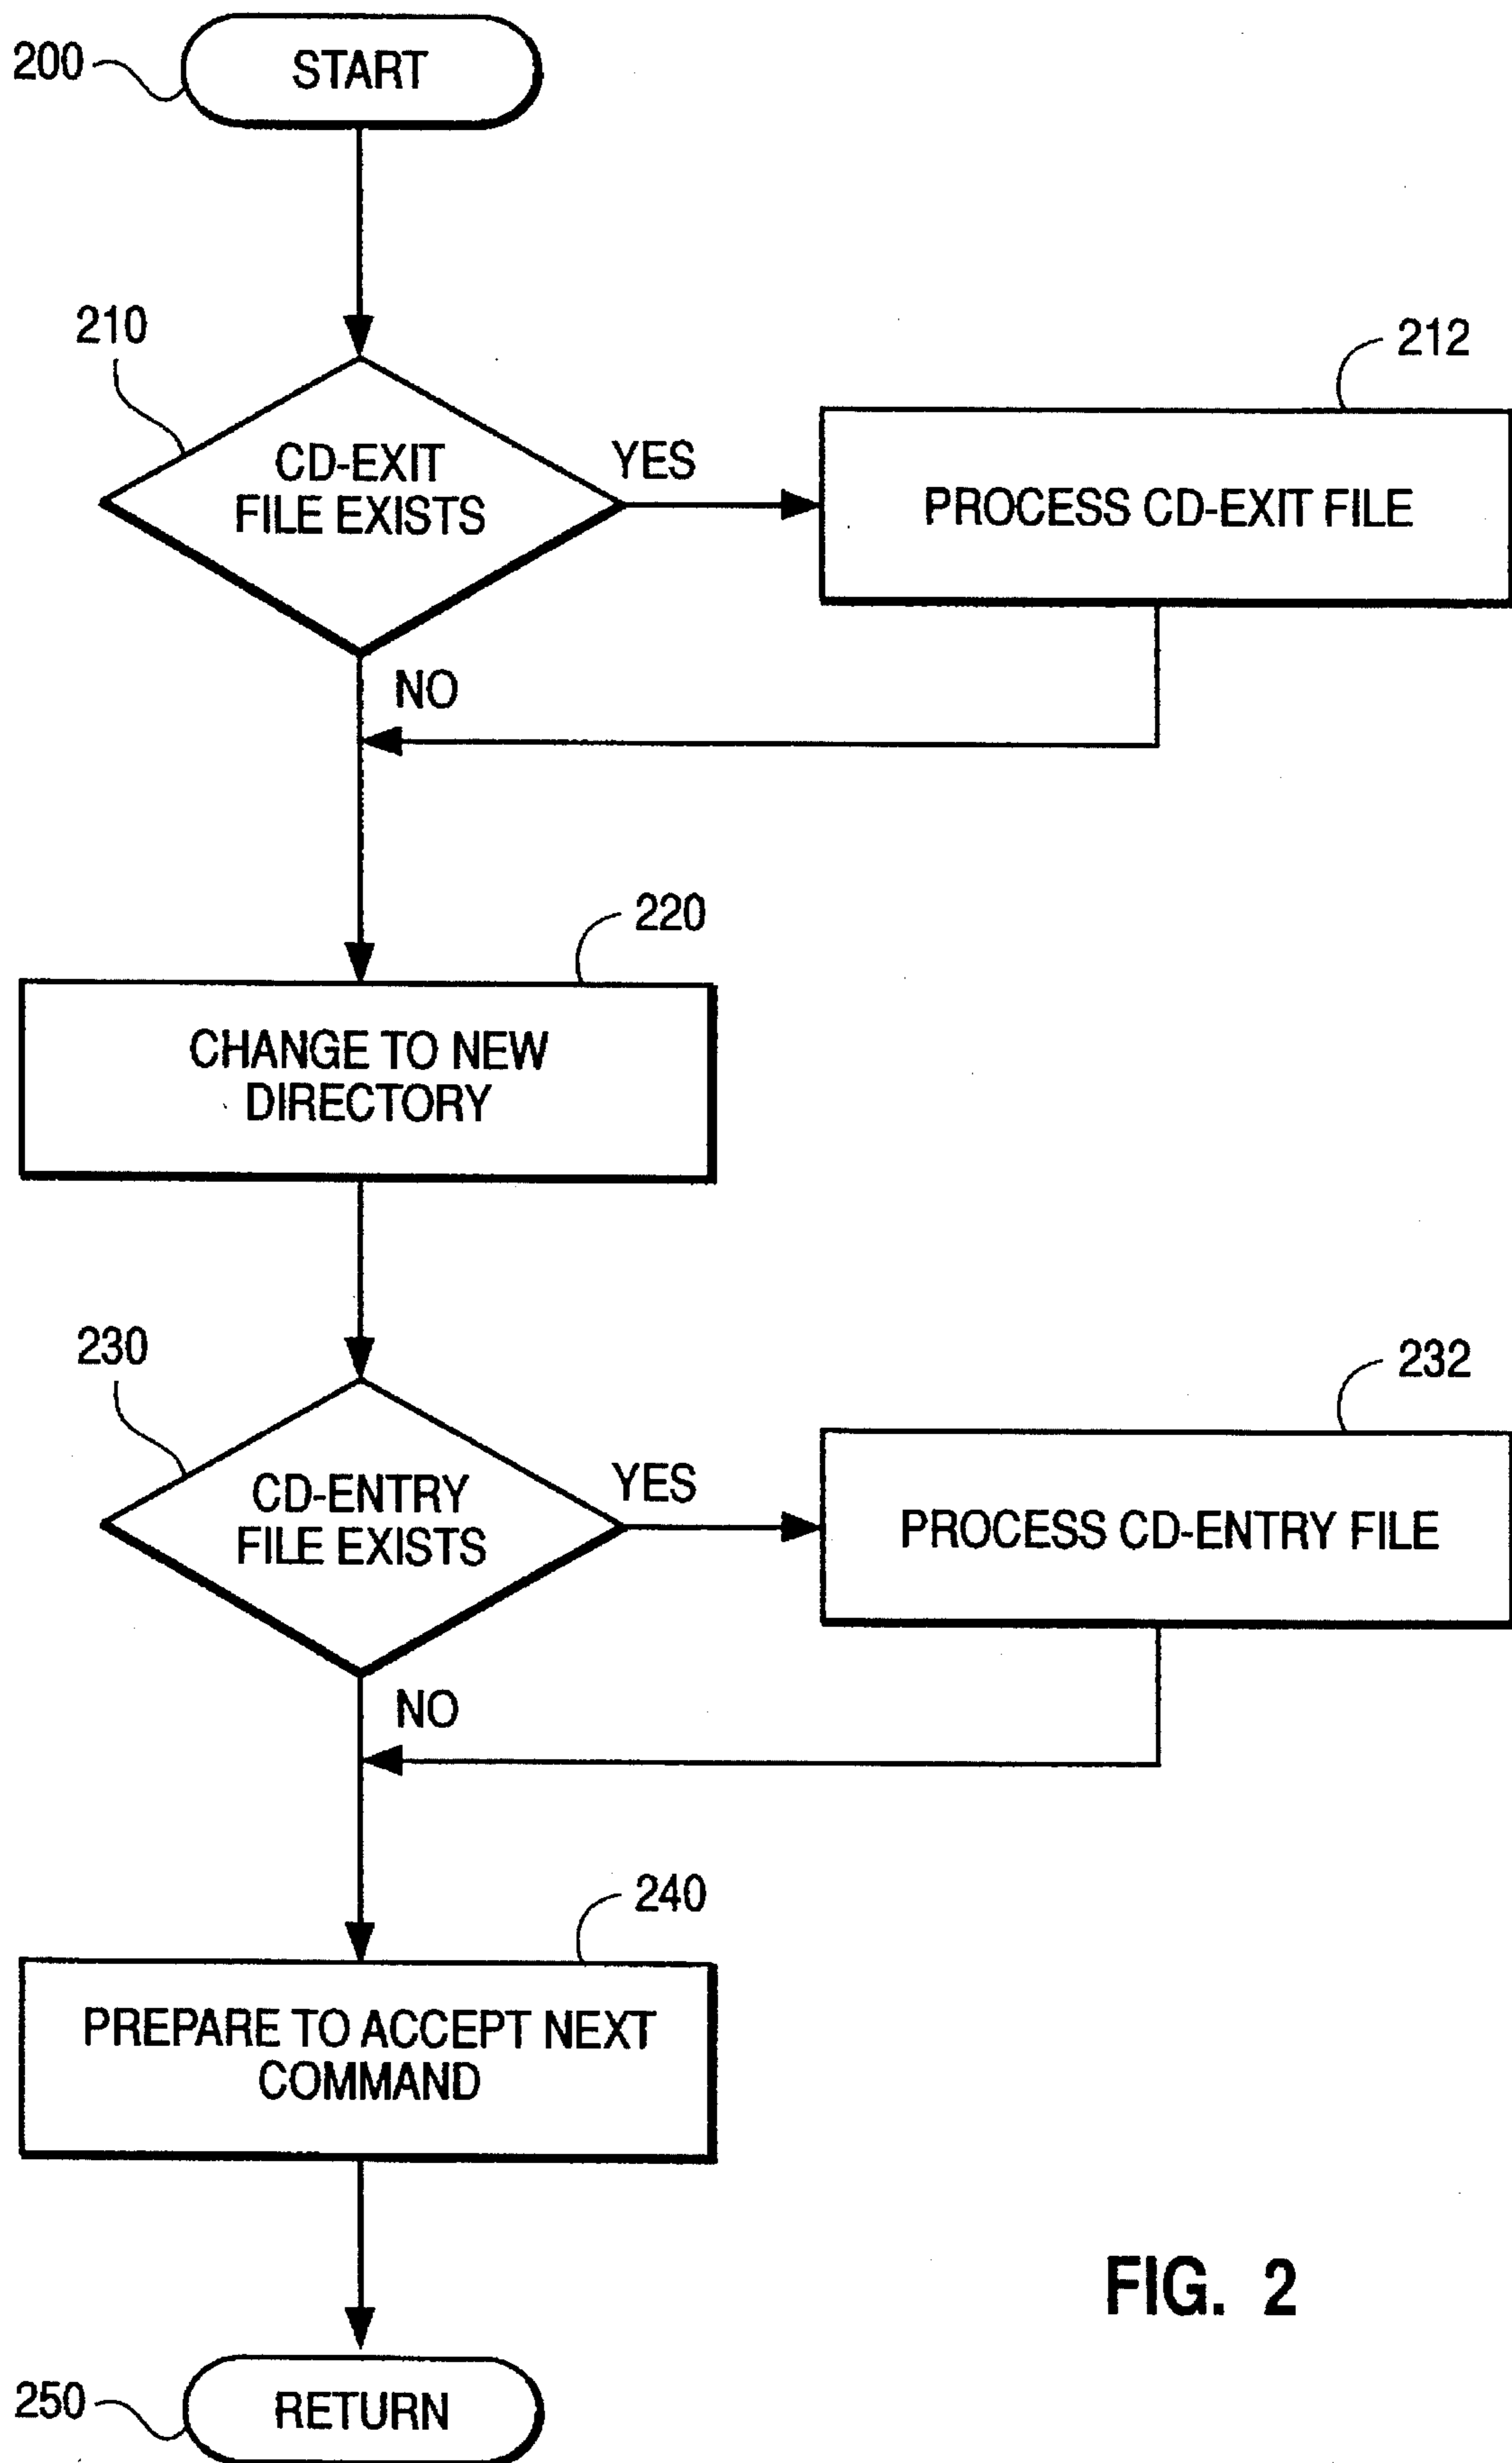 200
START
210
CD-EXIT
FILE EXISTS
YES
212
PROCESS CD-EXIT FILE
NO
220
CHANGE TO NEW
DIRECTORY
230
CD-ENTRY
FILE EXISTS
YES
232
PROCESS CD-ENTRY FILE
NO
240
PREPARE TO ACCEPT NEXT
COMMAND
250
RETURN
FIG. 2